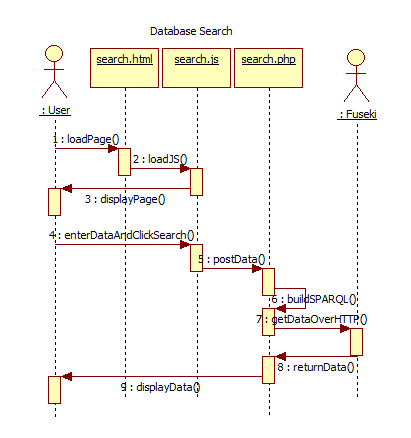 Database Search
search.html
search.js
search.php
: User
: Fuseki
1 : loadPage()
2 : loadJS()
3 : displayPage()
4 : enterDataAndClickSearch()
5 : postData()
6 : buildSPARQL()
7 : getDataOverHTTP()
8 : returnData()
9 : displayData()